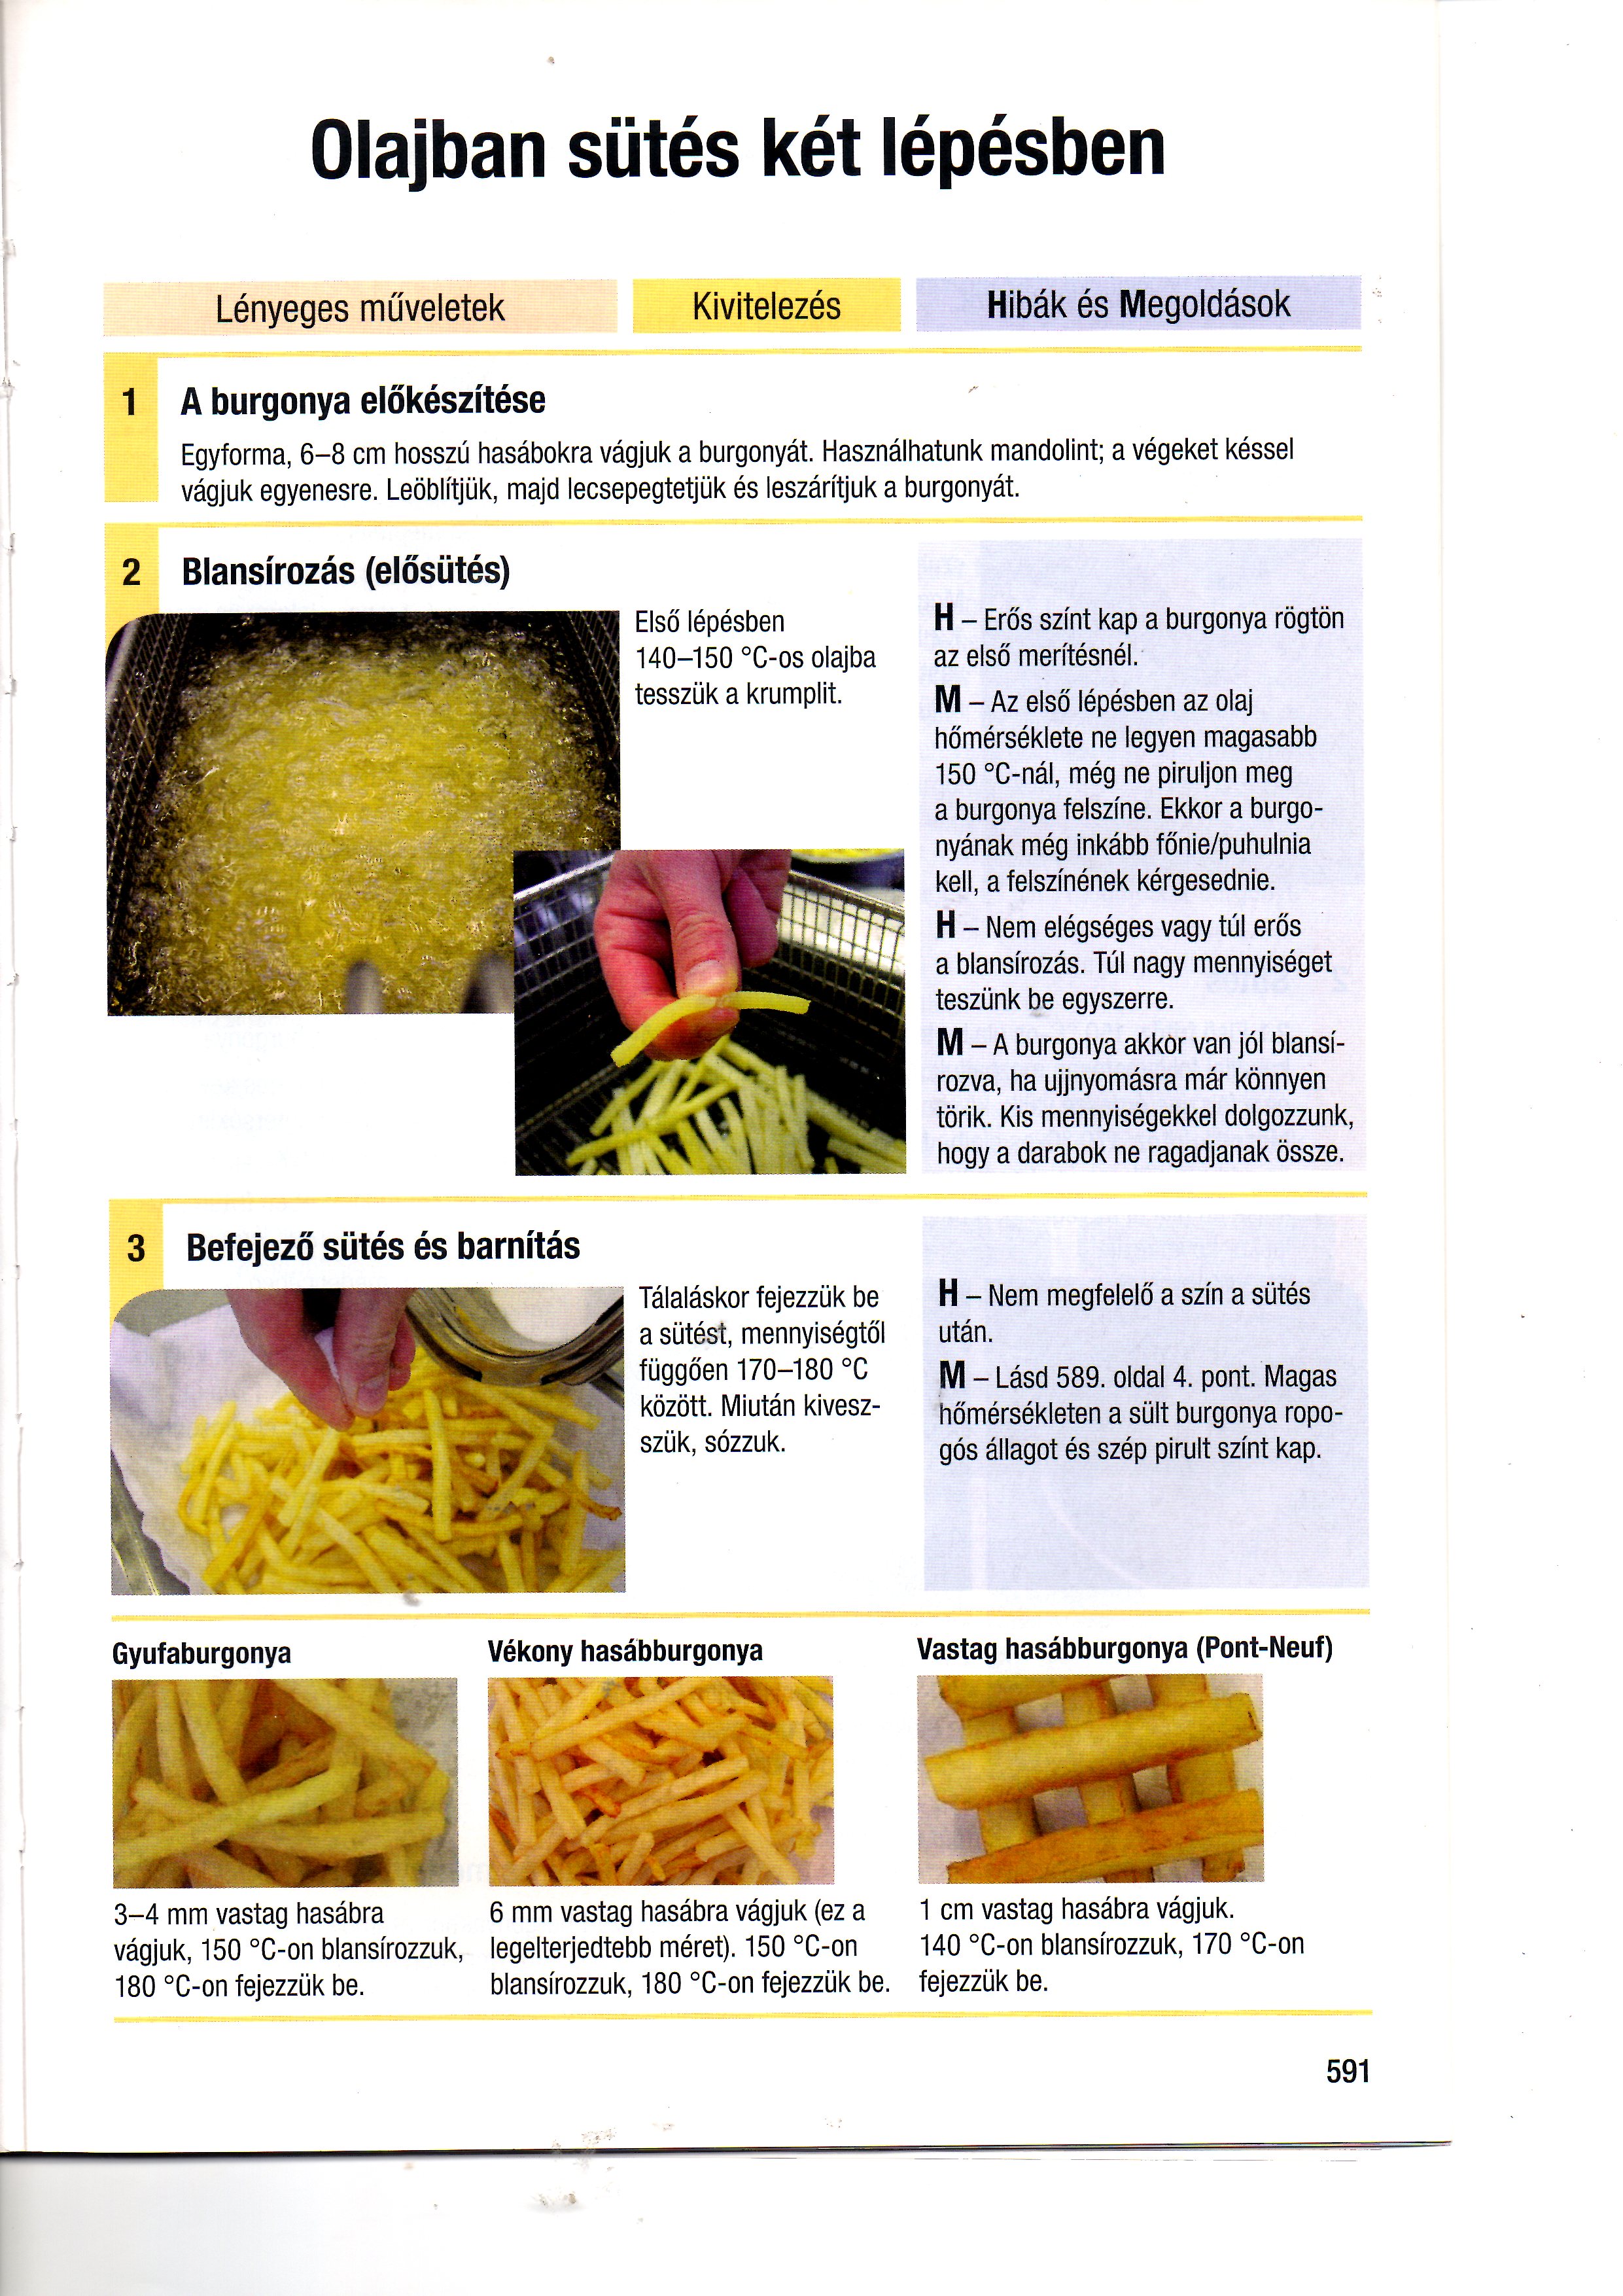 Olajban sütés két lépésben
Lényeges műveletek
Kivitelezés
Hibák és Megoldások
1
A burgonya előkészítése
Egyforma, 6–8 cm hosszú hasábokra vágjuk a burgonyát. Használhatunk mandolint; a végeket késsel
vágjuk egyenesre. Leöblítjük, majd lecsepegtetjük és leszárítjuk a burgonyát.
2
Blansírozás (elősütés)
Első lépésben
140–150 °C-os olajba
tesszük a krumplit.
H – Erős színt kap a burgonya rögtön
az első merítésnél.
M – Az első lépésben az olaj
hőmérséklete ne legyen magasabb
150 °C-nál, még ne piruljon meg
a burgonya felszíne. Ekkor a burgo-
nyának még inkább főnie/puhulnia
kell, a felszínének kérgesednie.
H – Nem elégséges vagy túl erős
a blansírozás. Túl nagy mennyiséget
teszünk be egyszerre.
M – A burgonya akkor van jól blansí-
rozva, ha ujjnyomásra már könnyen
törik. Kis mennyiségekkel dolgozzunk,
hogy a darabok ne ragadjanak össze.
3
Befejező sütés és barnítás
Tálaláskor fejezzük be
a sütést, mennyiségtől
függően 170–180 °C
között. Miután kivesz-
szük, sózzuk.
H – Nem megfelelő a szín a sütés
után.
M – Lásd 589. oldal 4. pont. Magas
hőmérsékleten a sült burgonya ropo-
gós állagot és szép pirult színt kap.
Gyufaburgonya
3–4 mm vastag hasábra
vágjuk, 150 °C-on blansírozzuk,
180 °C-on fejezzük be.
Vékony hasábburgonya
6 mm vastag hasábra vágjuk (ez a
legelterjedtebb méret). 150 °C-on
blansírozzuk, 180 °C-on fejezzük be.
Vastag hasábburgonya (Pont-Neuf)
1 cm vastag hasábra vágjuk.
140 °C-on blansírozzuk, 170 °C-on
fejezzük be.
591